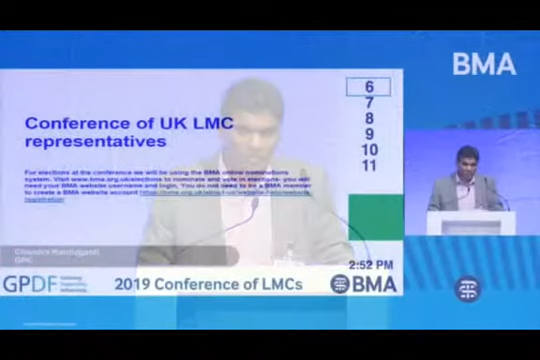 BMA
Conference of UK LMC
representatives
For elections at the conference we will be using the BMA online nominations
system. Visit www.bma.org.uk/elections to nominate and vote in elections- you will
need your BMA website username and login. You do not need to be a BMA member
to create a BMA website account
registration
6
7
8
9
10
11
GPC
2:52 PM
GPDF
2019 Conference of LMCs
BMA